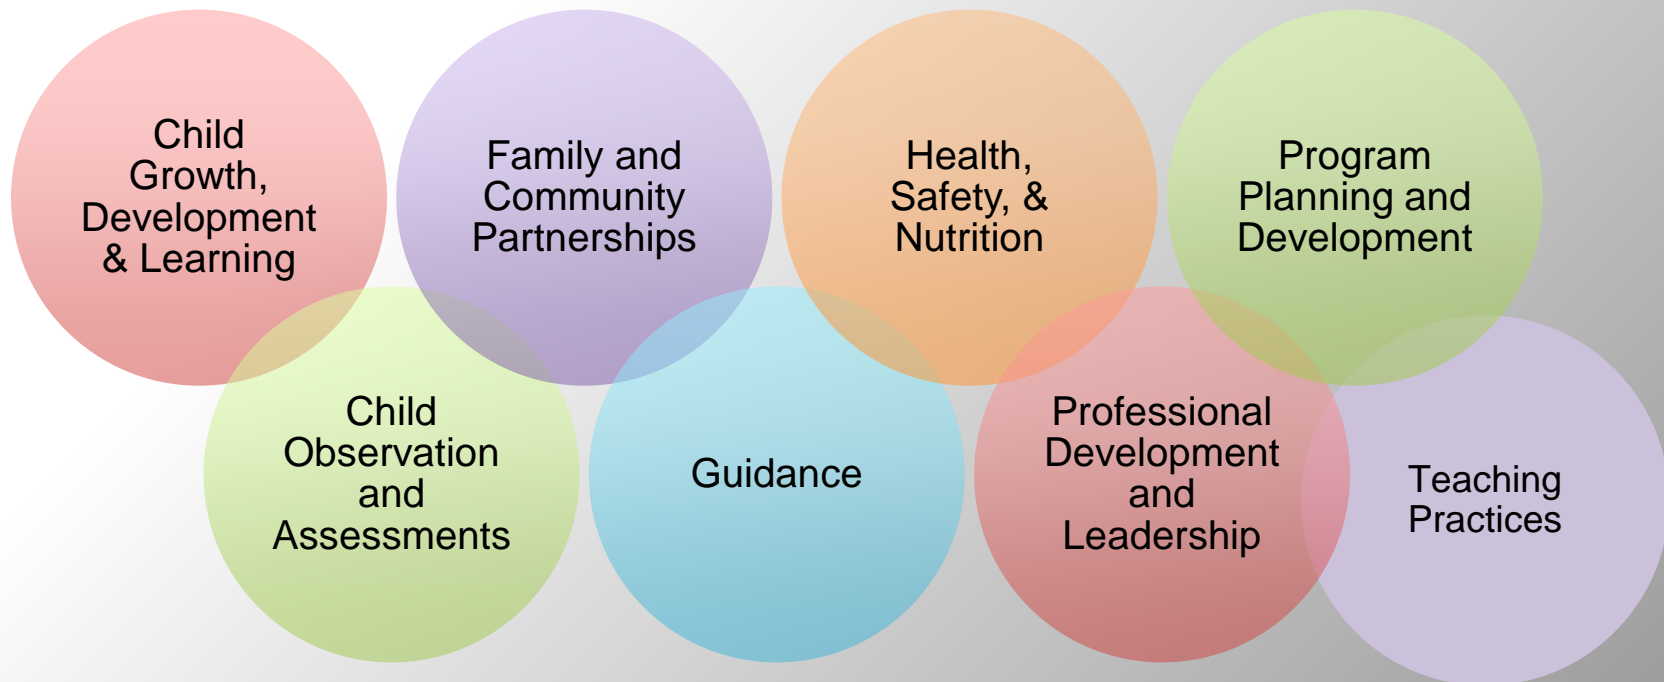 Child
Growth,
Development
& Learning
Family and
Community
Partnerships
Health,
Safety, &
Nutrition
Program
Planning and
Development
Child
Observation
and
Assessments
Guidance
Professional
Development
and
Leadership
Teaching
Practices